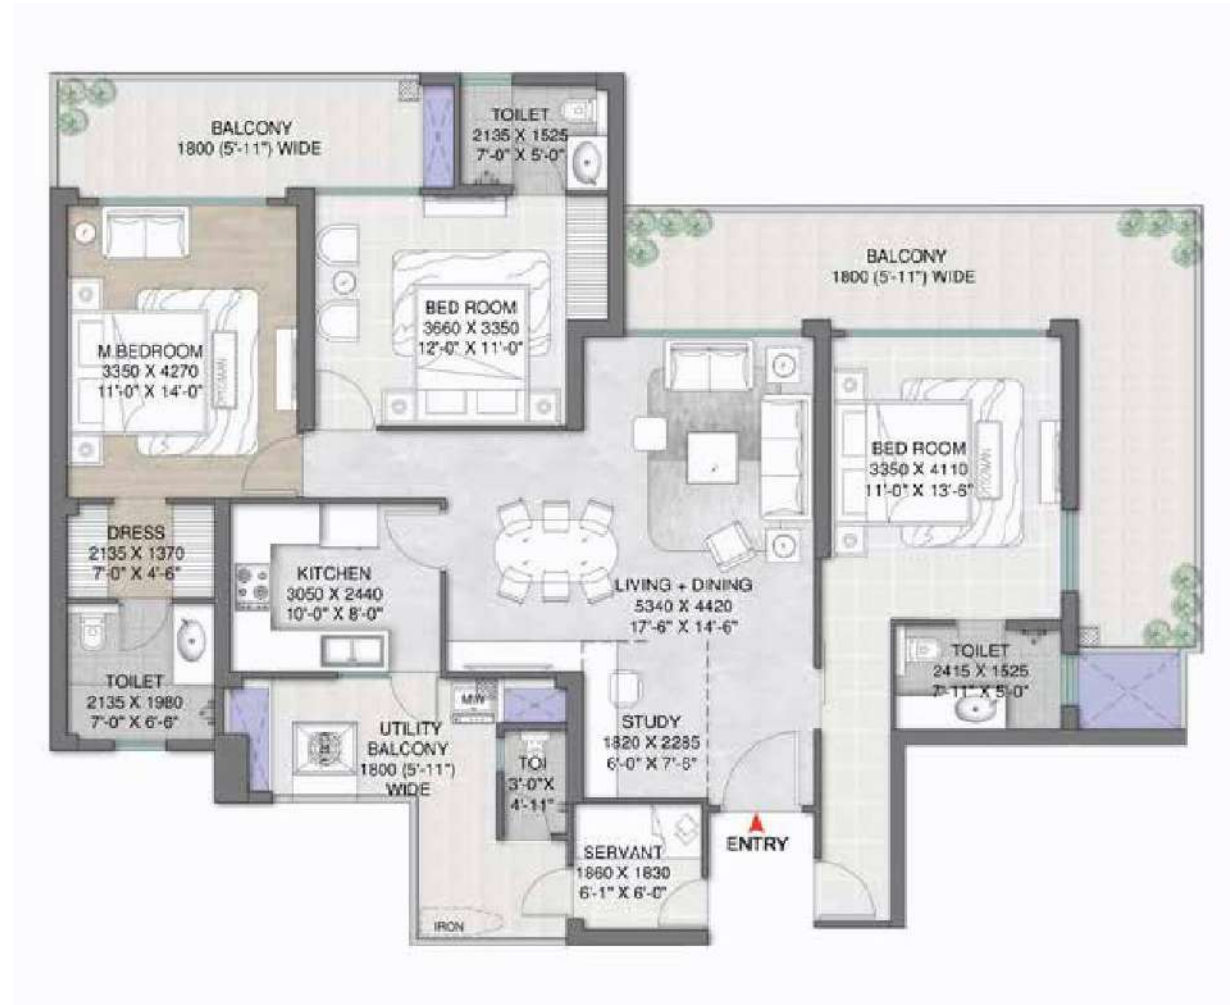 BALCONY
1800 (5'-11") WIDE
TOILET
2135 X 1525
7'-0" X 5'-0"
BALCONY
1800 (5'-11") WIDE
BED ROOM
3660 X 3350
12'-0" X 11'-0"
M.BEDROOM
3350 X 4270
11'-0" X 14'-0"
OTTOMAN
BED ROOM
3350 X 4110
11'-0" X 13'-6"
OTTOMAN
DRESS
2135 X 1370
7'-0" X 4'-6"
KITCHEN
3050 X 2440
10'-0" X 8'-0"
LIVING + DINING
5340 X 4420
17'-6" X 14'-6"
TOILET
2135 X 1980
7'-0" X 6'-6"
TOILET
2415 X 1525
7'-11" X 5'-0"
MW
UTILITY
BALCONY
1800 (5'-11")
WIDE
STUDY
1820 X 2285
6'-0" X 7'-6"
TOI
3'-0"X
4'-11"
ENTRY
SERVANT
1860 X 1830
6'-1" X 6'-0"
IRON